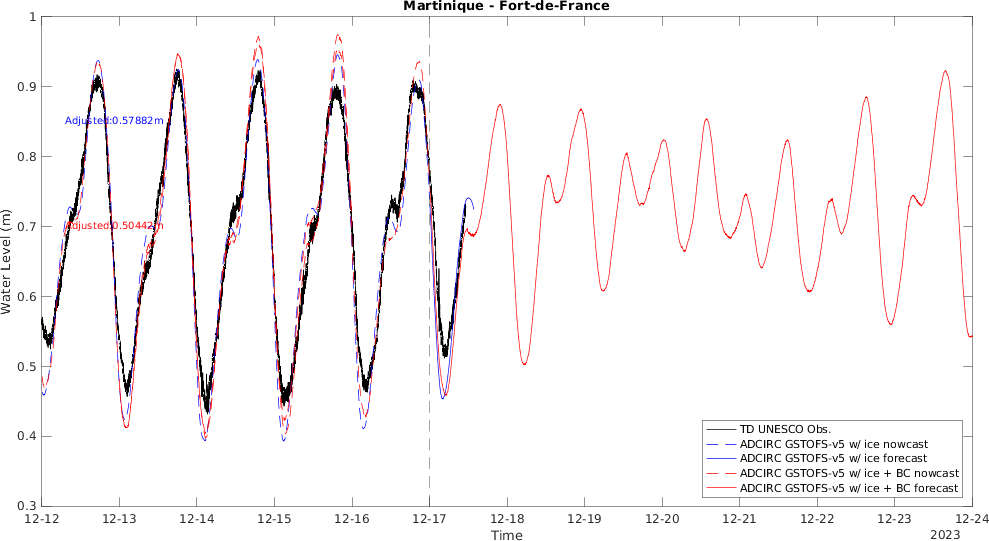 Martinique - Fort-de-France
1
0.9
0.8
0.7
0.6
0.5
0.4
0.3
Water Level (m)
Adjusted:0.57882m
Adjusted:0.50442m
TD UNESCO Obs.
ADCIRC GSTOFS-v5 w/ ice nowcast
ADCIRC GSTOFS-v5 w/ ice forecast
ADCIRC GSTOFS-v5 w/ ice + BC nowcast
ADCIRC GSTOFS-v5 w/ ice + BC forecast
12-12 12-13 12-14 12-15 12-16 12-17 12-18 12-19 12-20 12-21 12-22 12-23 12-24
Time
2023